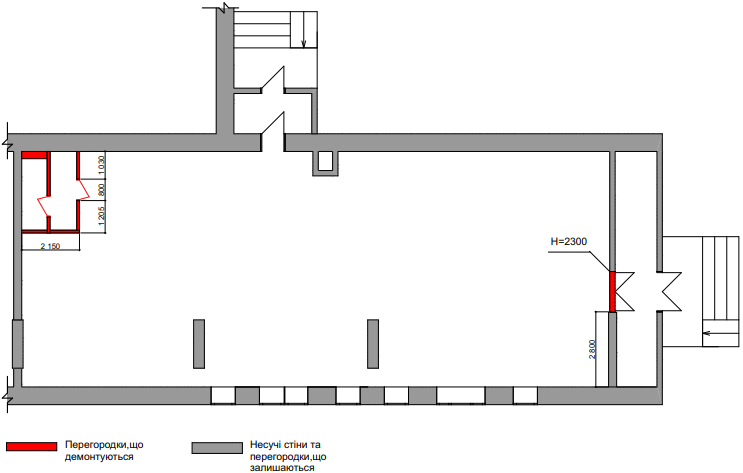 1 030
800
1 205
2 150
H=2300
2 800
Перегородки,що
демонтуються
Несучі стіни та
перегородки,що
залишаються